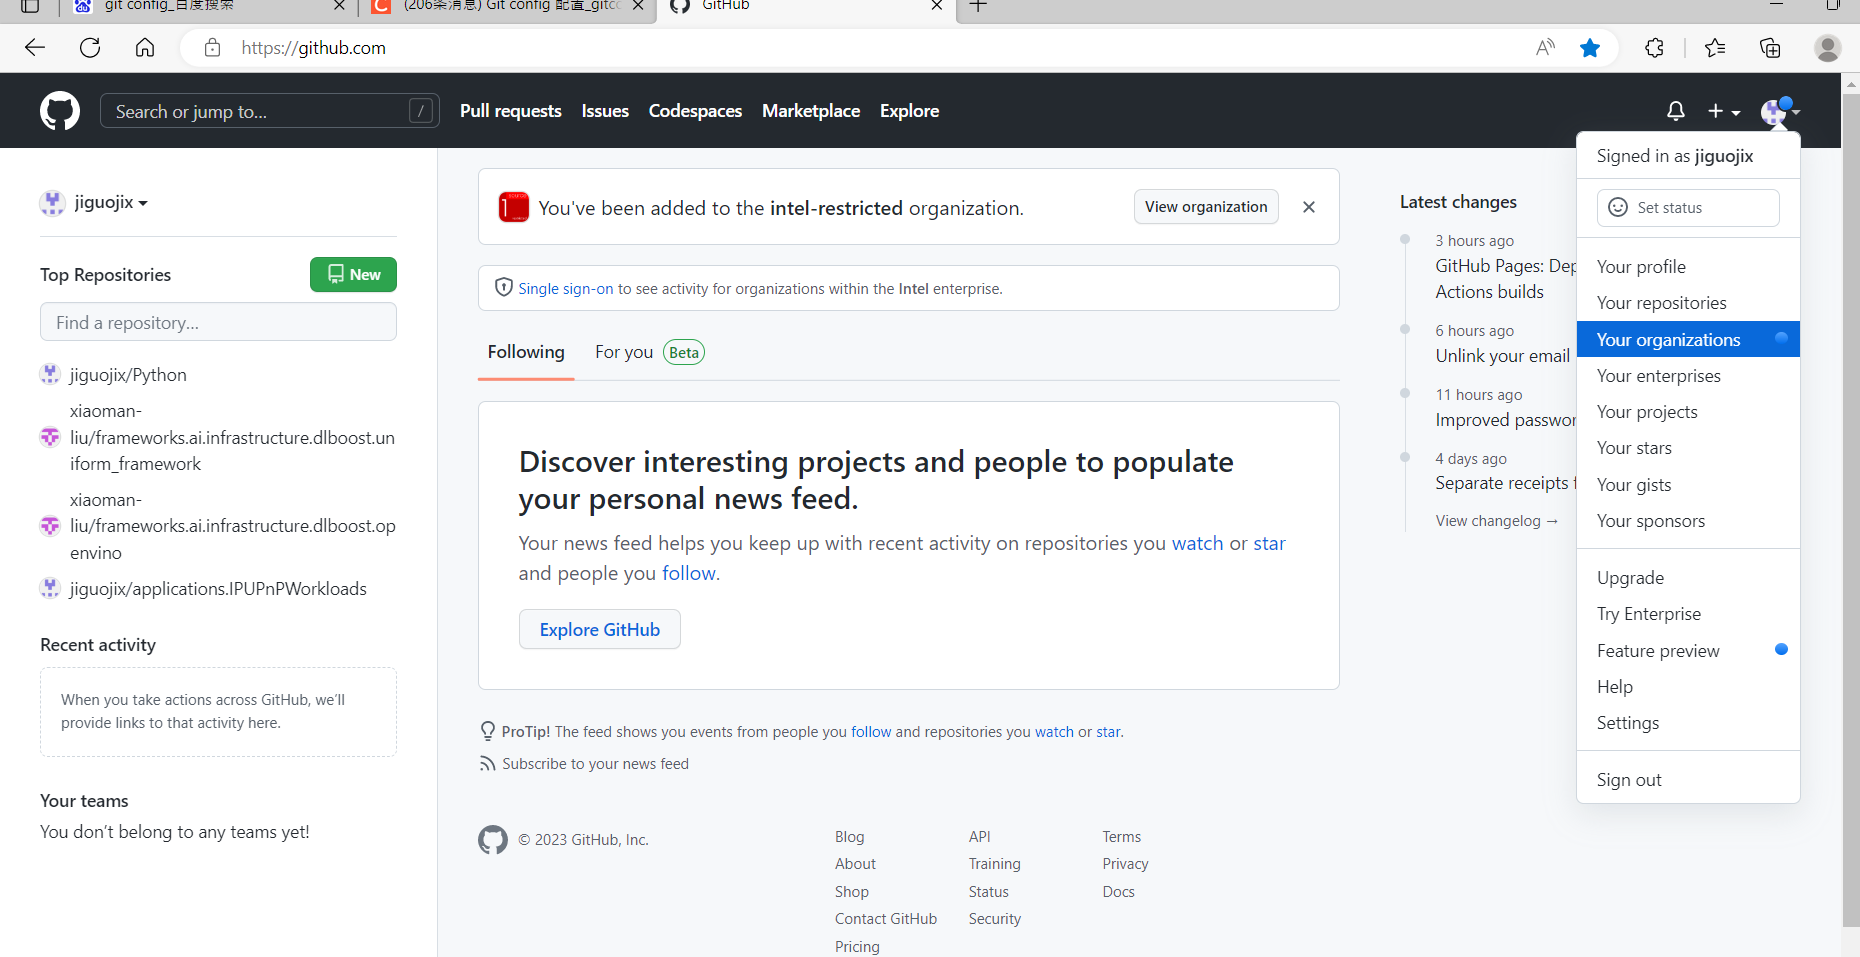 git config_百度搜索
(206条消息) Git config 配置_gitcc
GitHub
https://github.com
Search or jump to...
/
Pull requests
Issues
Codespaces
Marketplace
Explore
jiguojix
Top Repositories
New
Find a repository...
jiguojix/Python
xiaoman-
liu/frameworks.ai.infrastructure.dlboost.un
iform_framework
xiaoman-
liu/frameworks.ai.infrastructure.dlboost.op
envino
jiguojix/applications.IPUPnPWorkloads
Recent activity
When you take actions across GitHub, we’ll
provide links to that activity here.
Your teams
You don’t belong to any teams yet!
You've been added to the intel-restricted organization.
View organization
Single sign-on to see activity for organizations within the Intel enterprise.
Following
For you
Beta
Discover interesting projects and people to populate
your personal news feed.
Your news feed helps you keep up with recent activity on repositories you watch or star
and people you follow.
Explore GitHub
ProTip! The feed shows you events from people you follow and repositories you watch or star.
Subscribe to your news feed
© 2023 GitHub, Inc.
Blog
About
Shop
Contact GitHub
Pricing
API
Training
Status
Security
Terms
Privacy
Docs
Latest changes
3 hours ago
GitHub Pages: Dep
Actions builds
6 hours ago
Unlink your email
11 hours ago
Improved passwor
4 days ago
Separate receipts f
View changelog →
Signed in as jiguojix
Set status
Your profile
Your repositories
Your organizations
Your enterprises
Your projects
Your stars
Your gists
Your sponsors
Upgrade
Try Enterprise
Feature preview
Help
Settings
Sign out